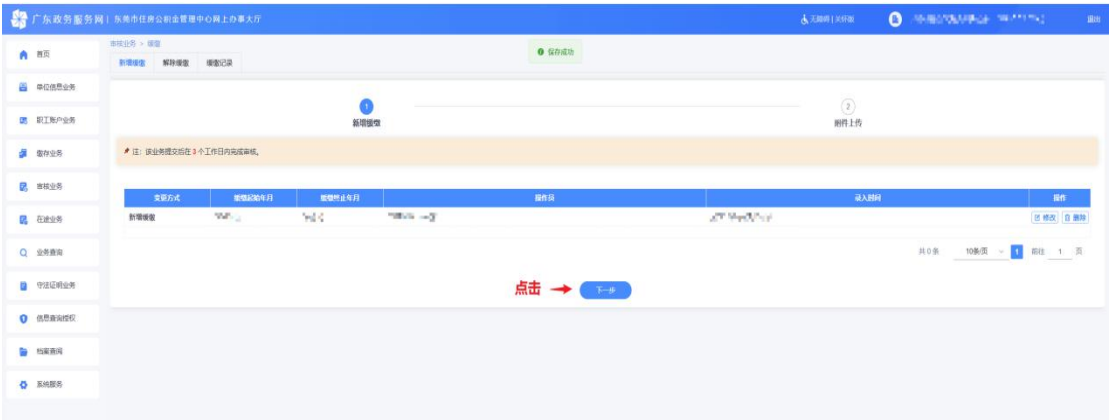 广东政务服务网 | 东莞市住房公积金管理中心网上办事大厅
无障碍 | 关怀版
退出
首页
单位信息业务
职工账户业务
缴存业务
审核业务
在途业务
业务查询
守法证明业务
信息查询授权
档案查阅
系统服务
审核业务 > 缓缴
新增缓缴 解除缓缴 缓缴记录
保存成功
1 2
新增缓缴 附件上传
注：该业务提交后在3个工作日内完成审核。
变更方式 缓缴起始年月 缓缴终止年月 操作员 录入时间 操作
新增缓缴 修改 删除
共 0 条 10条/页 1 前往 1 页
点击 下一步